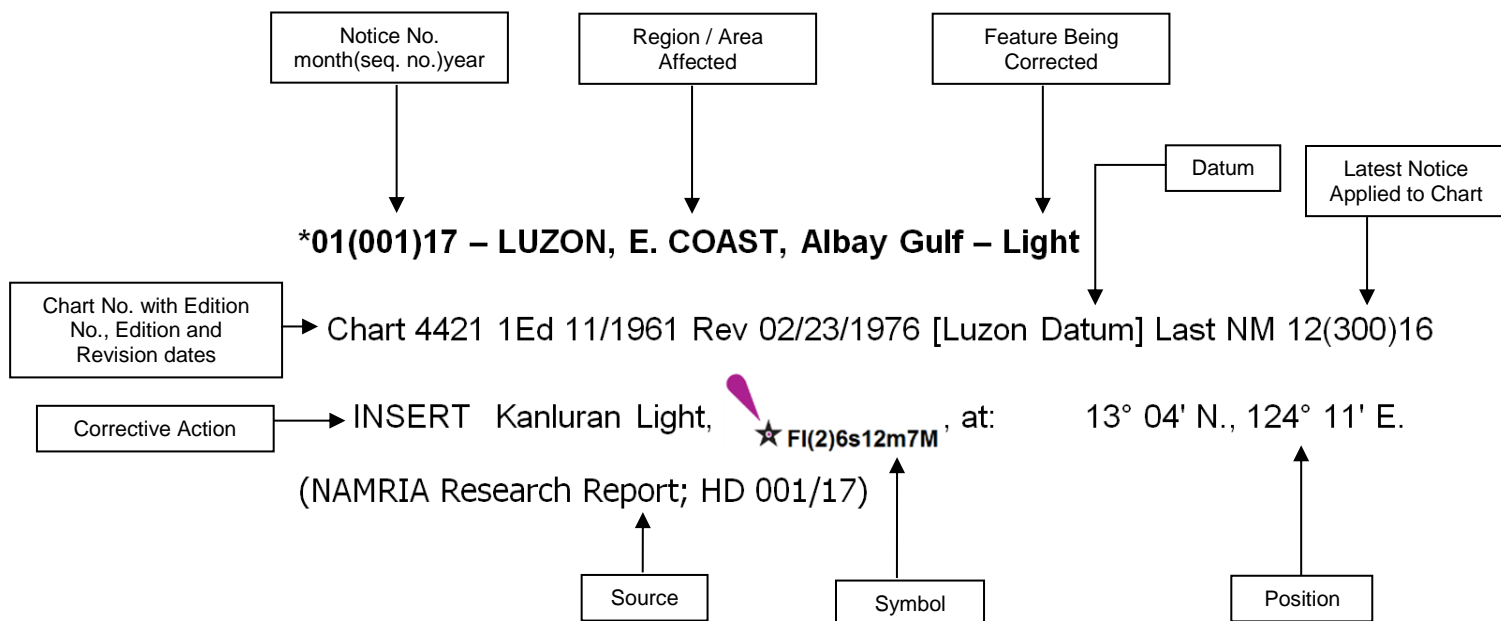 Notice No.
month(seq. no.)year
Region / Area
Affected
Feature Being
Corrected
Datum
Latest Notice
Applied to Chart
*01(001)17 – LUZON, E. COAST, Albay Gulf – Light
Chart No. with Edition
No., Edition and
Revision dates
Chart 4421 1Ed 11/1961 Rev 02/23/1976 [Luzon Datum] Last NM 12(300)16
Corrective Action
INSERT Kanluran Light, Fl(2)6s12m7M , at: 13° 04' N., 124° 11' E.
(NAMRIA Research Report; HD 001/17)
Source
Symbol
Position